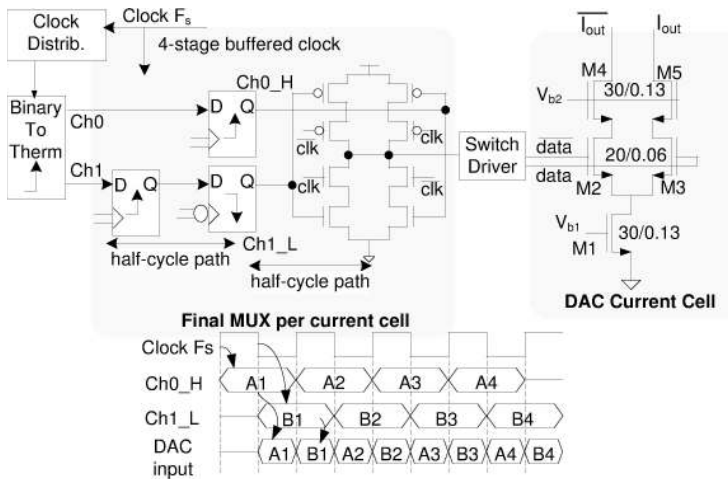 Clock Distrib.
Clock Fs
4-stage buffered clock
Binary To Therm
Ch0
Ch1
D Q
Ch0_H
D Q
D Q
Ch1_L
half-cycle path
half-cycle path
clk
clk
clk
clk
Switch Driver
data
data
Iout
Iout
M4
M5
30/0.13
Vb2
20/0.06
M2
M3
Vb1
30/0.13
M1
DAC Current Cell
Final MUX per current cell
Clock Fs
Ch0_H
A1 A2 A3 A4
Ch1_L
B1 B2 B3 B4
DAC input
A1 B1 A2 B2 A3 B3 A4 B4